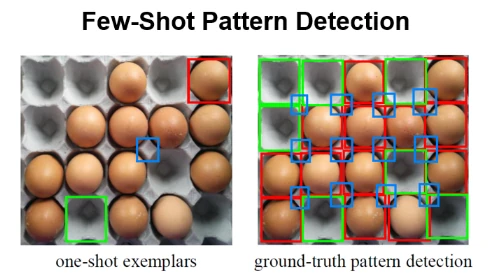 Few-Shot Pattern Detection
one-shot exemplars
ground-truth pattern detection